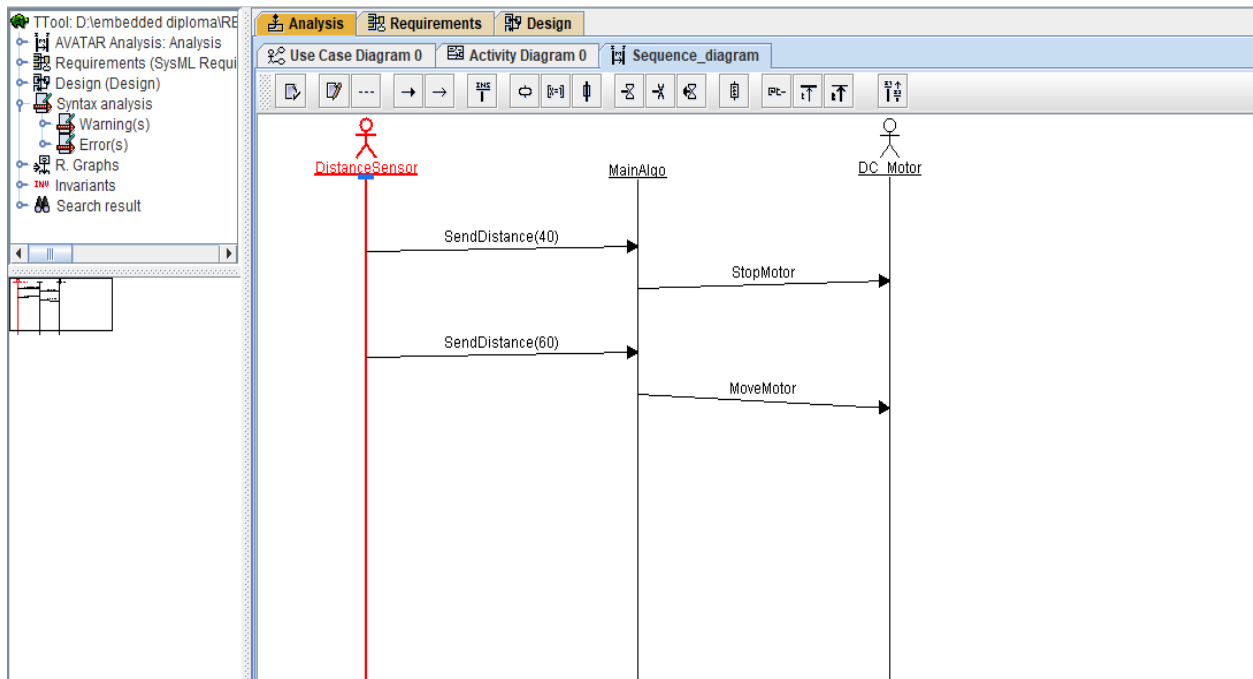 TTool: D:\embedded diploma\RE
AVATAR Analysis: Analysis
Requirements (SysML Requi
Design (Design)
Syntax analysis
Warning(s)
Error(s)
R. Graphs
INV Invariants
Search result
Analysis Requirements Design
Use Case Diagram 0 Activity Diagram 0 Sequence_diagram
INS
DistanceSensor MainAlgo DC_Motor
SendDistance(40)
StopMotor
SendDistance(60)
MoveMotor